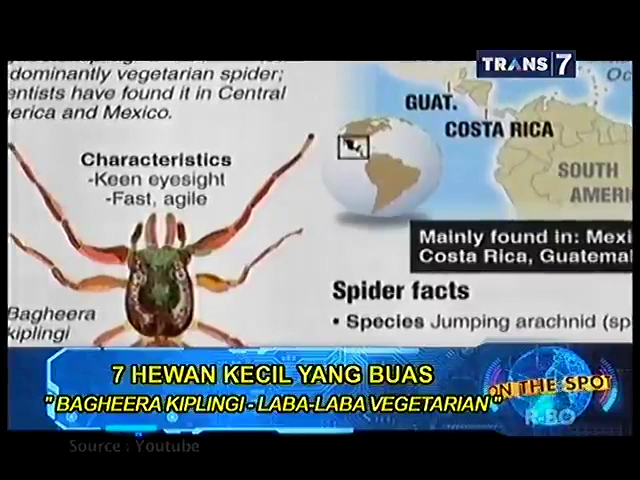 TRANS 7
dominantly vegetarian spider;
entists have found it in Central
erica and Mexico.
GUAT.
COSTA RICA
SOUTH
AMERI
Characteristics
-Keen eyesight
-Fast, agile
Mainly found in: Mexi
Costa Rica, Guatemal
Bagheera
kiplingi
Spider facts
• Species Jumping arachnid (sp
7 HEWAN KECIL YANG BUAS
" BAGHEERA KIPLINGI - LABA-LABA VEGETARIAN "
ON THE SPOT
R-BO
Source : Youtube